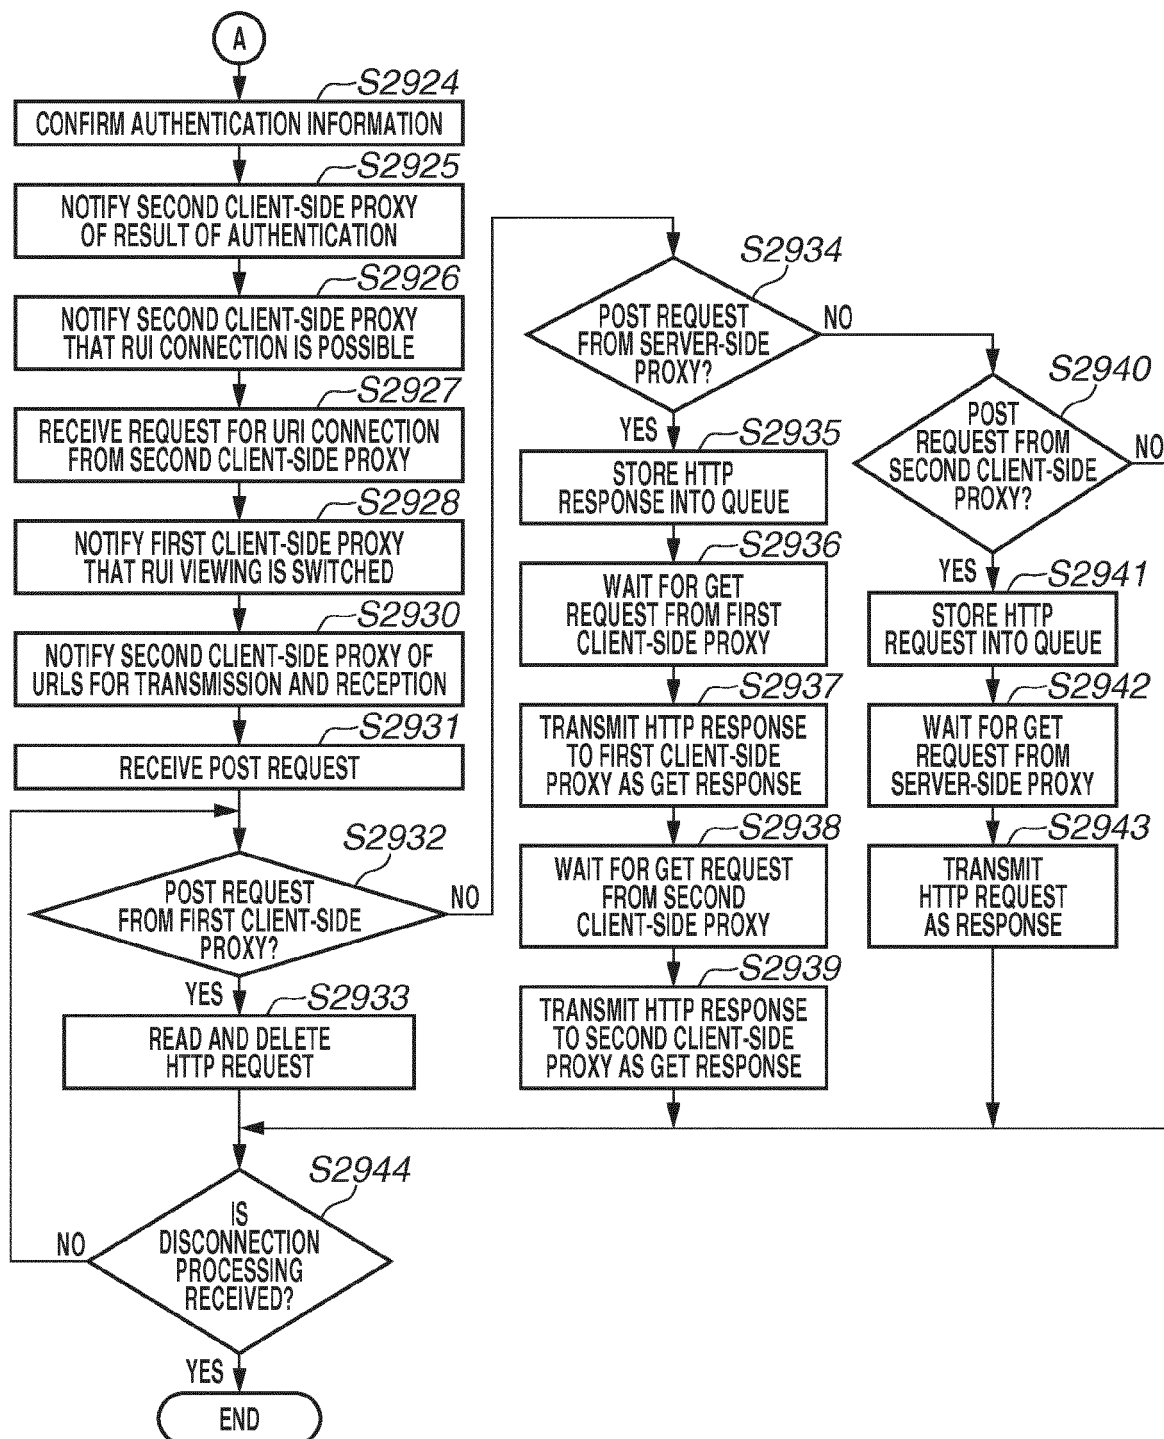 A
S2924
CONFIRM AUTHENTICATION INFORMATION
S2925
NOTIFY SECOND CLIENT-SIDE PROXY
OF RESULT OF AUTHENTICATION
S2926
NOTIFY SECOND CLIENT-SIDE PROXY
THAT RUI CONNECTION IS POSSIBLE
S2927
RECEIVE REQUEST FOR URI CONNECTION
FROM SECOND CLIENT-SIDE PROXY
S2928
NOTIFY FIRST CLIENT-SIDE PROXY
THAT RUI VIEWING IS SWITCHED
S2930
NOTIFY SECOND CLIENT-SIDE PROXY OF
URLS FOR TRANSMISSION AND RECEPTION
S2931
RECEIVE POST REQUEST
S2932
POST REQUEST
FROM FIRST CLIENT-SIDE
PROXY?
NO
YES
S2933
READ AND DELETE
HTTP REQUEST
S2934
POST REQUEST
FROM SERVER-SIDE
PROXY?
NO
YES
S2935
STORE HTTP
RESPONSE INTO QUEUE
S2936
WAIT FOR GET
REQUEST FROM FIRST
CLIENT-SIDE PROXY
S2937
TRANSMIT HTTP RESPONSE
TO FIRST CLIENT-SIDE
PROXY AS GET RESPONSE
S2938
WAIT FOR GET REQUEST
FROM SECOND
CLIENT-SIDE PROXY
S2939
TRANSMIT HTTP RESPONSE
TO SECOND CLIENT-SIDE
PROXY AS GET RESPONSE
S2940
POST
REQUEST FROM
SECOND CLIENT-SIDE
PROXY?
NO
YES
S2941
STORE HTTP
REQUEST INTO QUEUE
S2942
WAIT FOR GET
REQUEST FROM
SERVER-SIDE PROXY
S2943
TRANSMIT
HTTP REQUEST
AS RESPONSE
S2944
IS
DISCONNECTION
PROCESSING
RECEIVED?
NO
YES
END